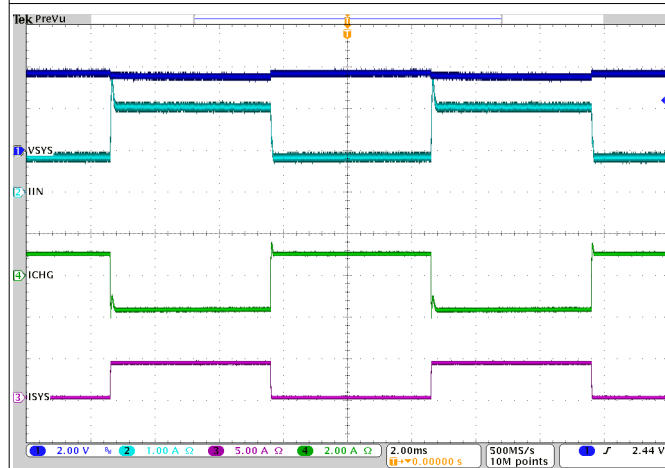 Tek PreVu
T
T
1 VSYS
2 IIN
4 ICHG
3 ISYS
1 2.00 V 2 1.00 A Ω 3 5.00 A Ω 4 2.00 A Ω 2.00ms 500MS/s 1 2.44 V
T→▼0.00000 s 10M points